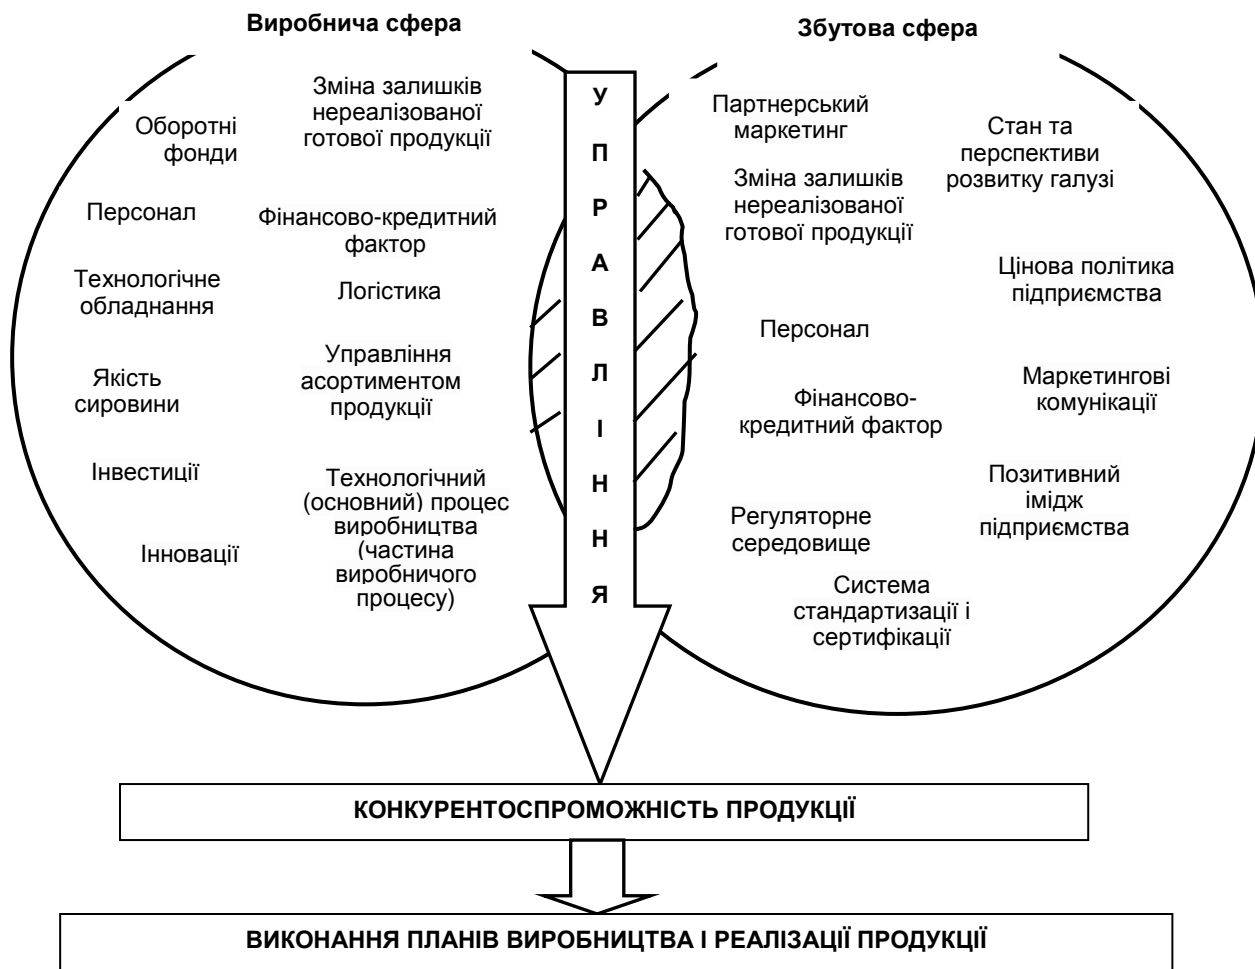 Виробнича сфера
Збутова сфера
Зміна залишків
нереалізованої
готової продукції
Оборотні
фонди
Персонал
Фінансово-кредитний
фактор
Технологічне
обладнання
Логістика
Управління
асортиментом
продукції
Якість
сировини
Інвестиції
Технологічний
(основний) процес
виробництва
(частина
виробничого
процесу)
Інновації
У
П
Р
А
В
Л
І
Н
Н
Я
Партнерський
маркетинг
Стан та
перспективи
розвитку галузі
Зміна залишків
нереалізованої
готової продукції
Цінова політика
підприємства
Персонал
Маркетингові
комунікації
Фінансово-
кредитний фактор
Позитивний
імідж
підприємства
Регуляторне
середовище
Система
стандартизації і
сертифікації
КОНКУРЕНТОСПРОМОЖНІСТЬ ПРОДУКЦІЇ
ВИКОНАННЯ ПЛАНІВ ВИРОБНИЦТВА І РЕАЛІЗАЦІЇ ПРОДУКЦІЇ